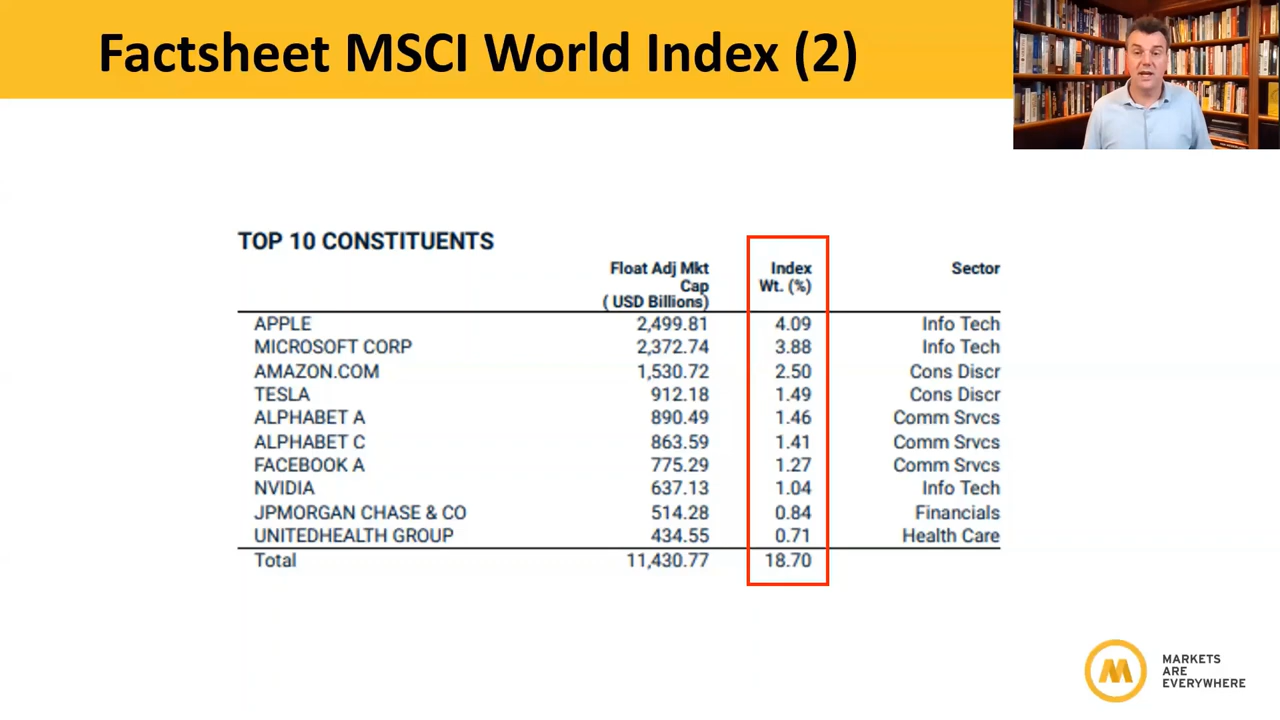 Factsheet MSCI World Index (2)
TOP 10 CONSTITUENTS
Float Adj Mkt Cap ( USD Billions) Index Wt. (%) Sector
APPLE 2,499.81 4.09 Info Tech
MICROSOFT CORP 2,372.74 3.88 Info Tech
AMAZON.COM 1,530.72 2.50 Cons Discr
TESLA 912.18 1.49 Cons Discr
ALPHABET A 890.49 1.46 Comm Srvcs
ALPHABET C 863.59 1.41 Comm Srvcs
FACEBOOK A 775.29 1.27 Comm Srvcs
NVIDIA 637.13 1.04 Info Tech
JPMORGAN CHASE & CO 514.28 0.84 Financials
UNITEDHEALTH GROUP 434.55 0.71 Health Care
Total 11,430.77 18.70
M
MARKETS
ARE
EVERYWHERE